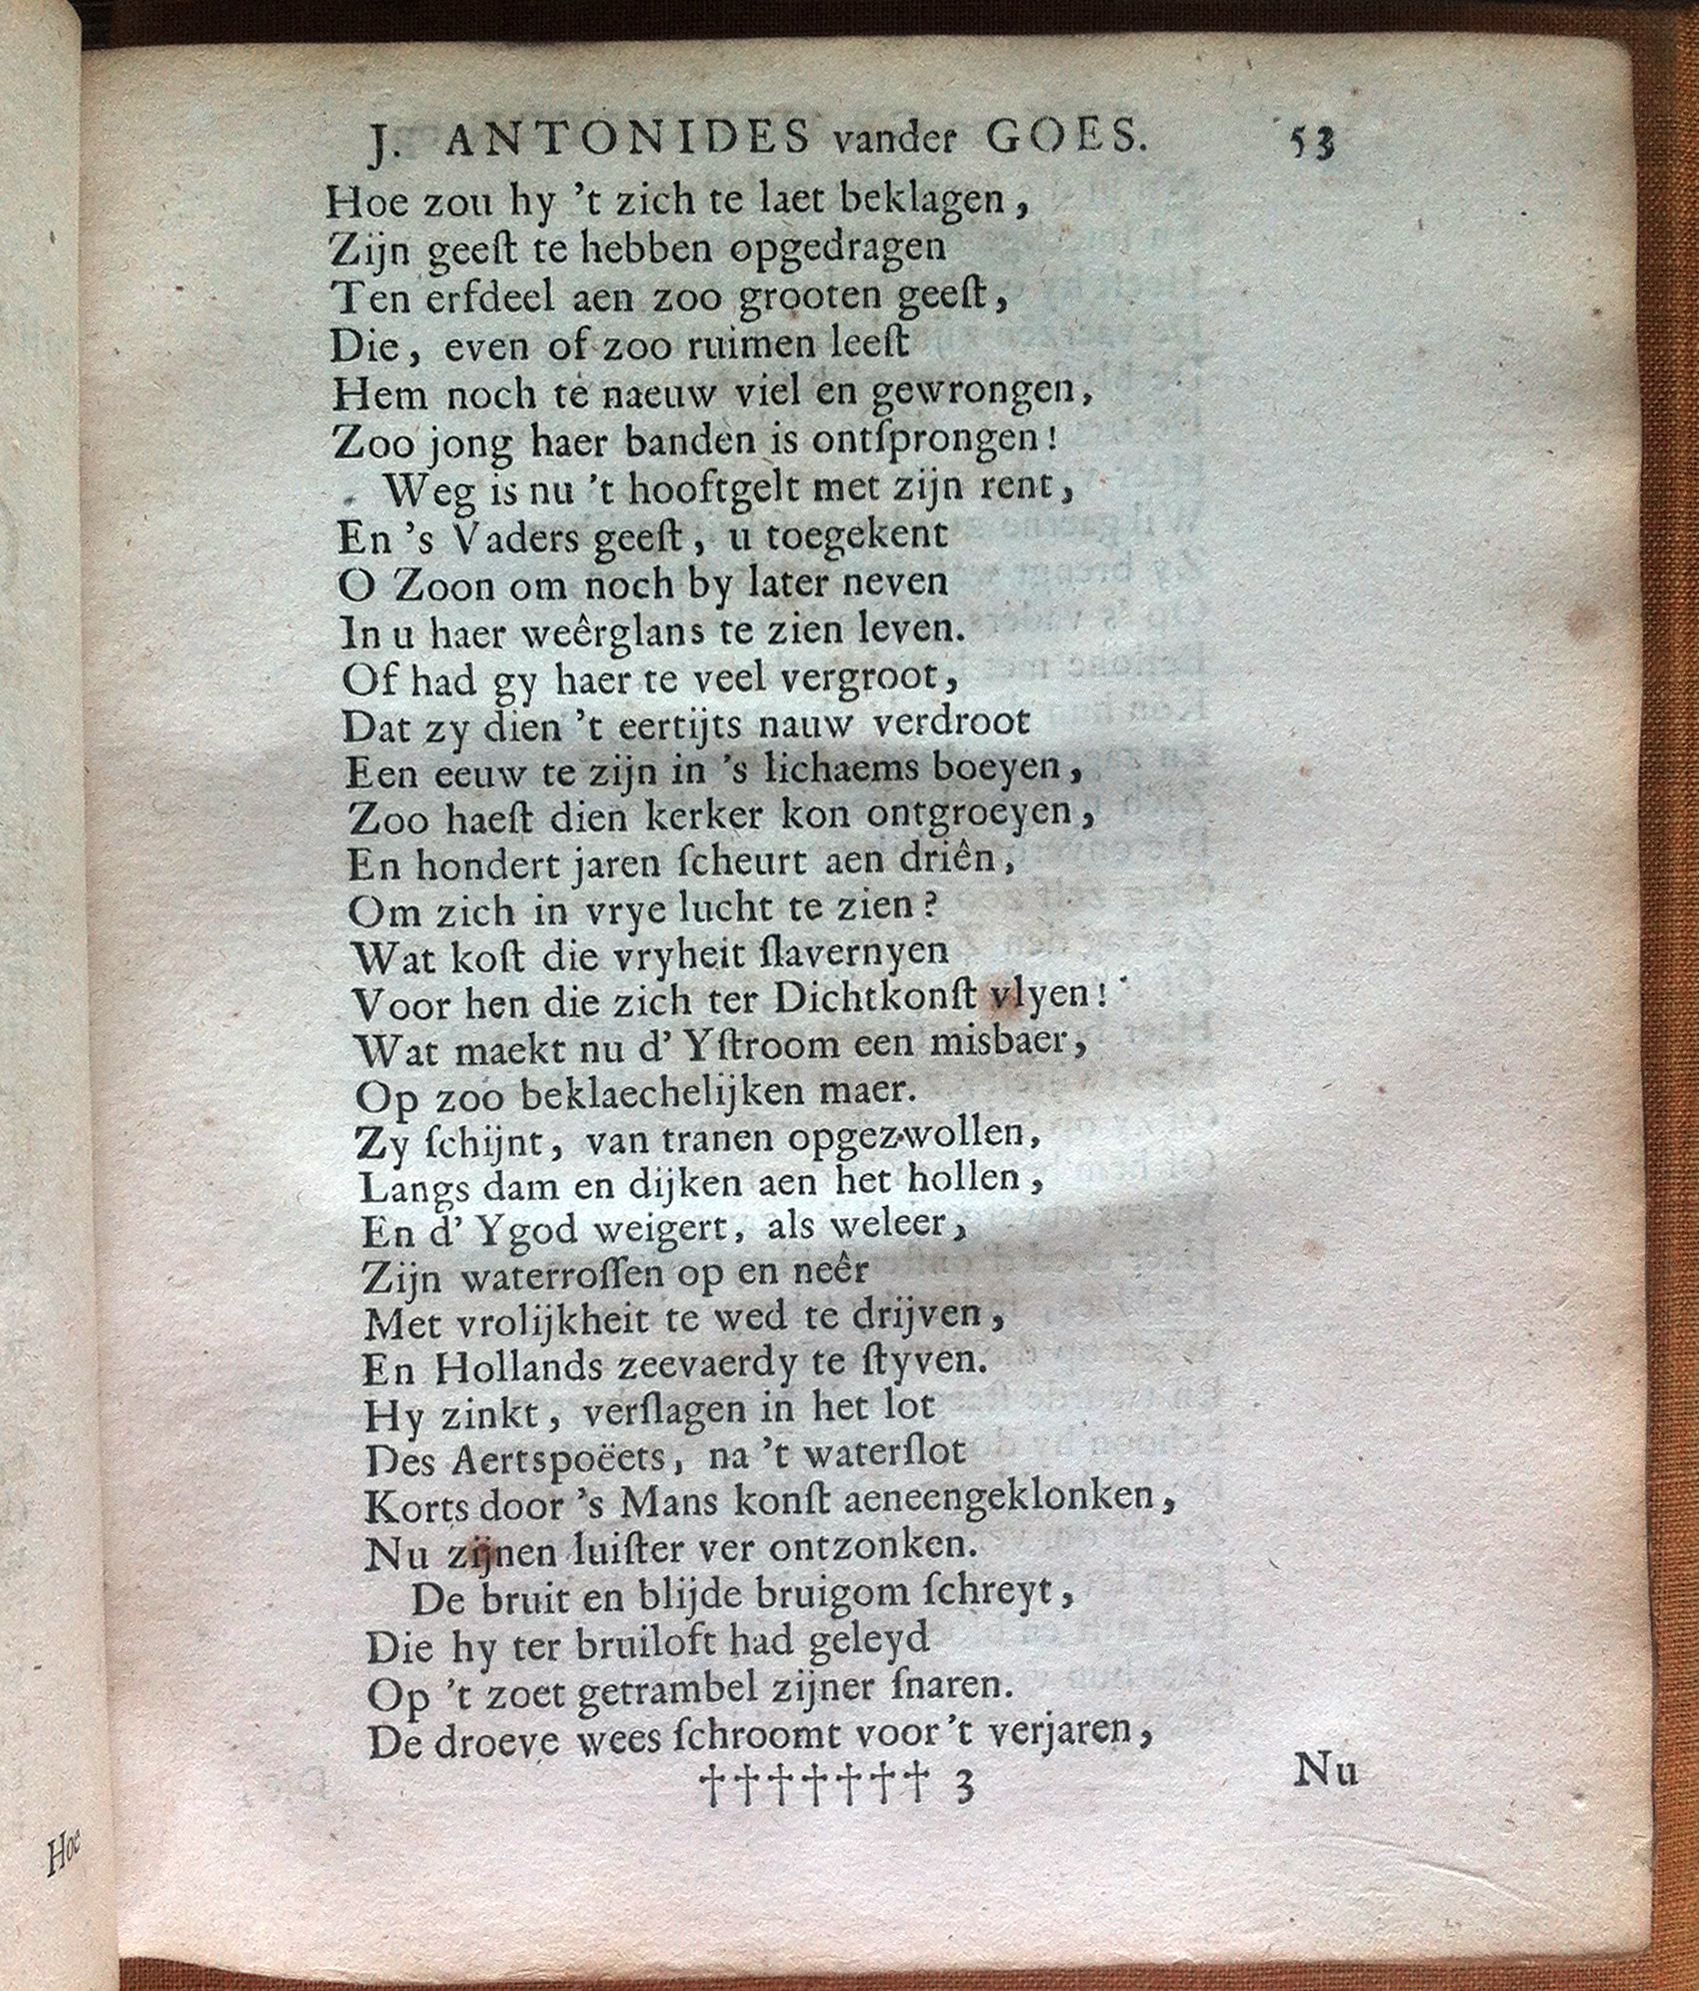 J. ANTONIDES vander GOES. 53
Hoe zou hy 't zich te laet beklagen,
Zijn geeſt te hebben opgedragen
Ten erfdeel aen zoo grooten geeſt,
Die, even of zoo ruimen leeſt
Hem noch te naeuw viel en gewrongen,
Zoo jong haer banden is ontſprongen!
Weg is nu 't hooftgelt met zijn rent,
En 's Vaders geeſt, u toegekent
O Zoon om noch by later neven
In u haer weêrglans te zien leven.
Of had gy haer te veel vergroot,
Dat zy dien 't eertijts nauw verdroot
Een eeuw te zijn in 's lichaems boeyen,
Zoo haeſt dien kerker kon ontgroeyen,
En hondert jaren ſcheurt aen driên,
Om zich in vrye lucht te zien?
Wat koſt die vryheit ſlavernyen
Voor hen die zich ter Dichtkonſt vlyen!
Wat maekt nu d' Yſtroom een misbaer,
Op zoo beklaechelijken maer.
Zy ſchijnt, van tranen opgezwollen,
Langs dam en dijken aen het hollen,
En d' Ygod weigert, als weleer,
Zijn waterroſſen op en neêr
Met vrolijkheit te wed te drijven,
En Hollands zeevaerdy te ſtyven.
Hy zinkt, verſlagen in het lot
Des Aertspoëets, na 't waterſlot
Korts door 's Mans konſt aeneengeklonken,
Nu zijnen luiſter ver ontzonken.
De bruit en blijde bruigom ſchreyt,
Die hy ter bruiloft had geleyd
Op 't zoet getrambel zijner ſnaren.
De droeve wees ſchroomt voor 't verjaren,
††††††† 3 Nu
Hoe